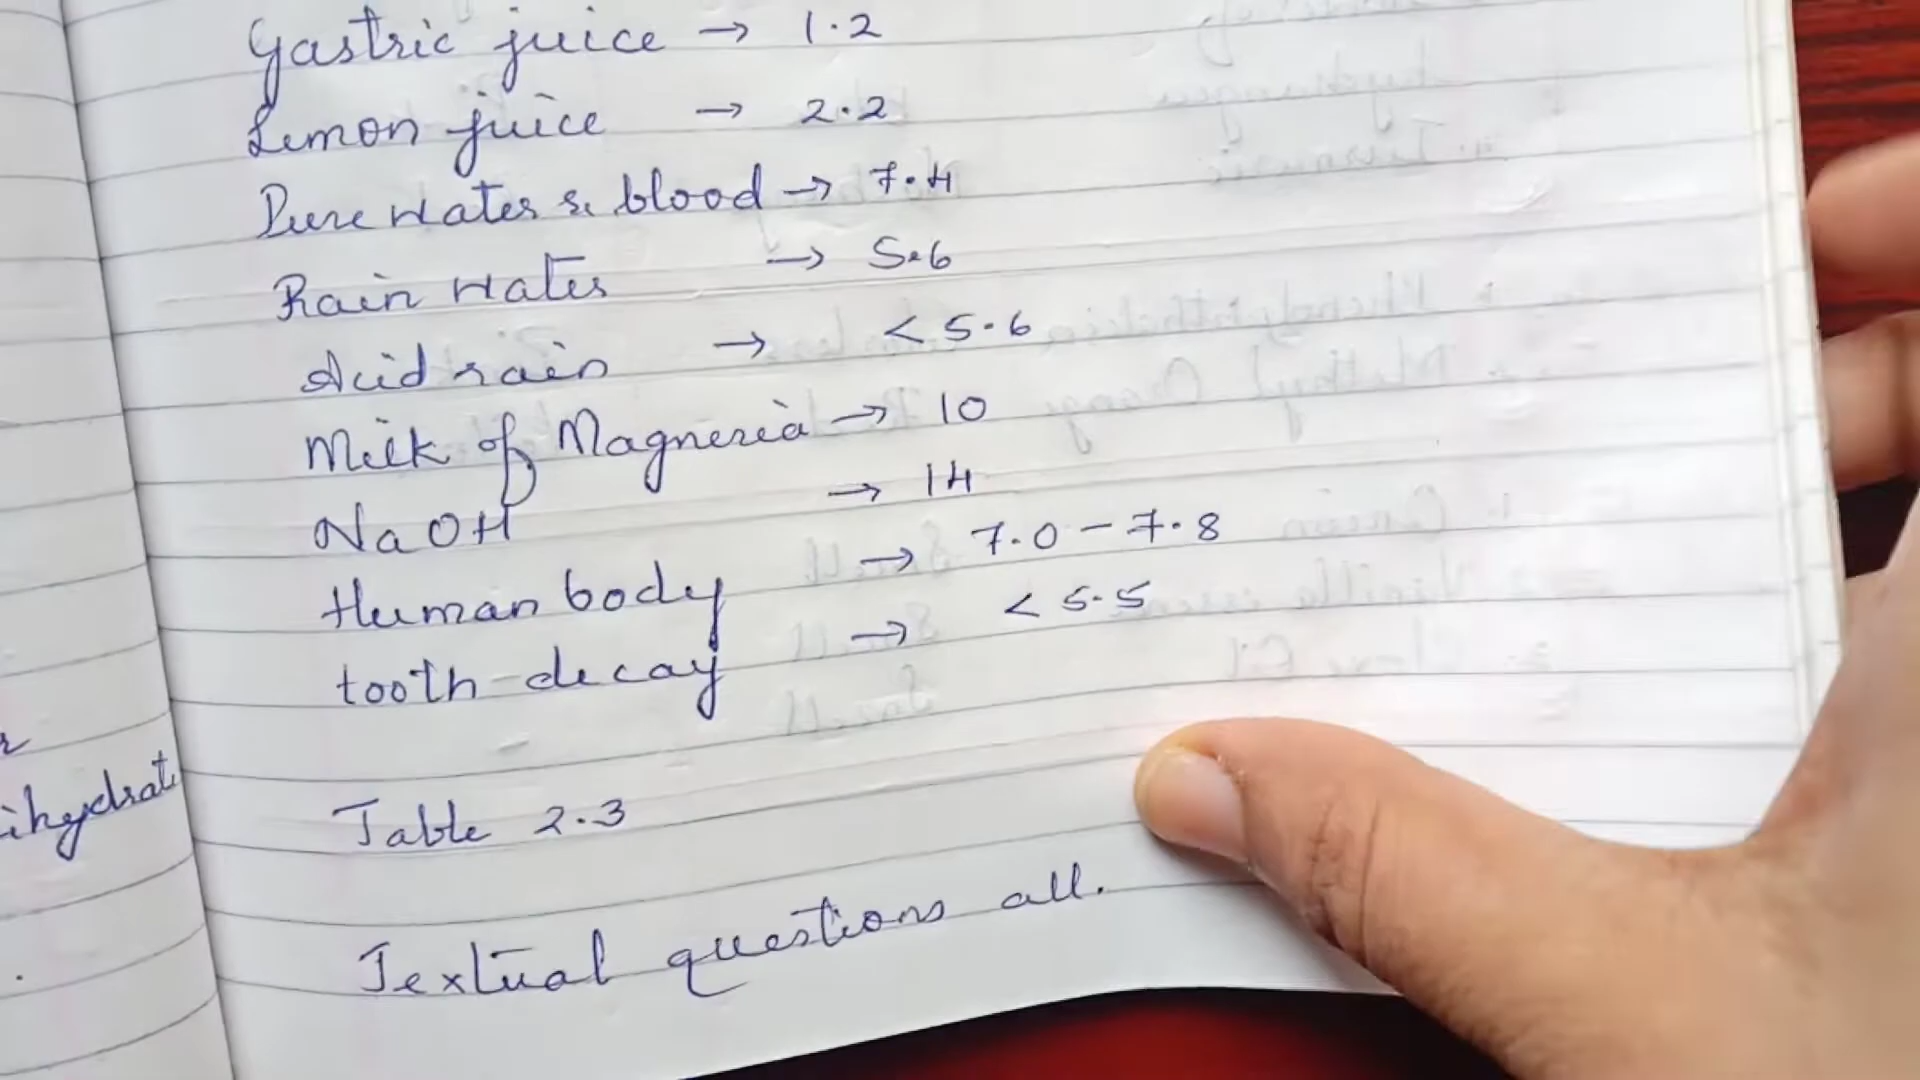 Gastric juice → 1.2
Lemon juice → 2.2
Pure Water & blood → 7.4
Rain Water → 5.6
Acid rain → < 5.6
Milk of Magnesia → 10
NaOH → 14
Human body → 7.0 - 7.8
tooth decay → < 5.5
Table 2.3
Textual questions all.
ihydrate